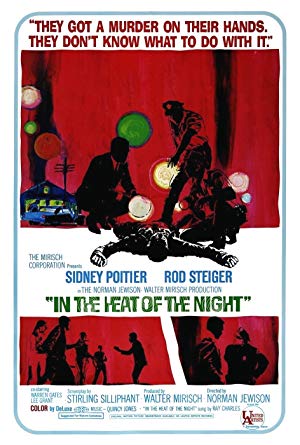 "THEY GOT A MURDER ON THEIR HANDS.
THEY DON'T KNOW WHAT TO DO WITH IT."
THE MIRISCH
CORPORATION Presents
SIDNEY POITIER ROD STEIGER
in THE NORMAN JEWISON-WALTER MIRISCH PRODUCTION
"IN THE HEAT OF THE NIGHT"
co-starring
WARREN OATES
LEE GRANT
Screenplay by
STIRLING SILLIPHANT
Produced by
WALTER MIRISCH
Directed by
NORMAN JEWISON
COLOR by DeLuxe
MUSIC - QUINCY JONES
"IN THE HEAT OF THE NIGHT" sung by RAY CHARLES
UNITED
ARTISTS